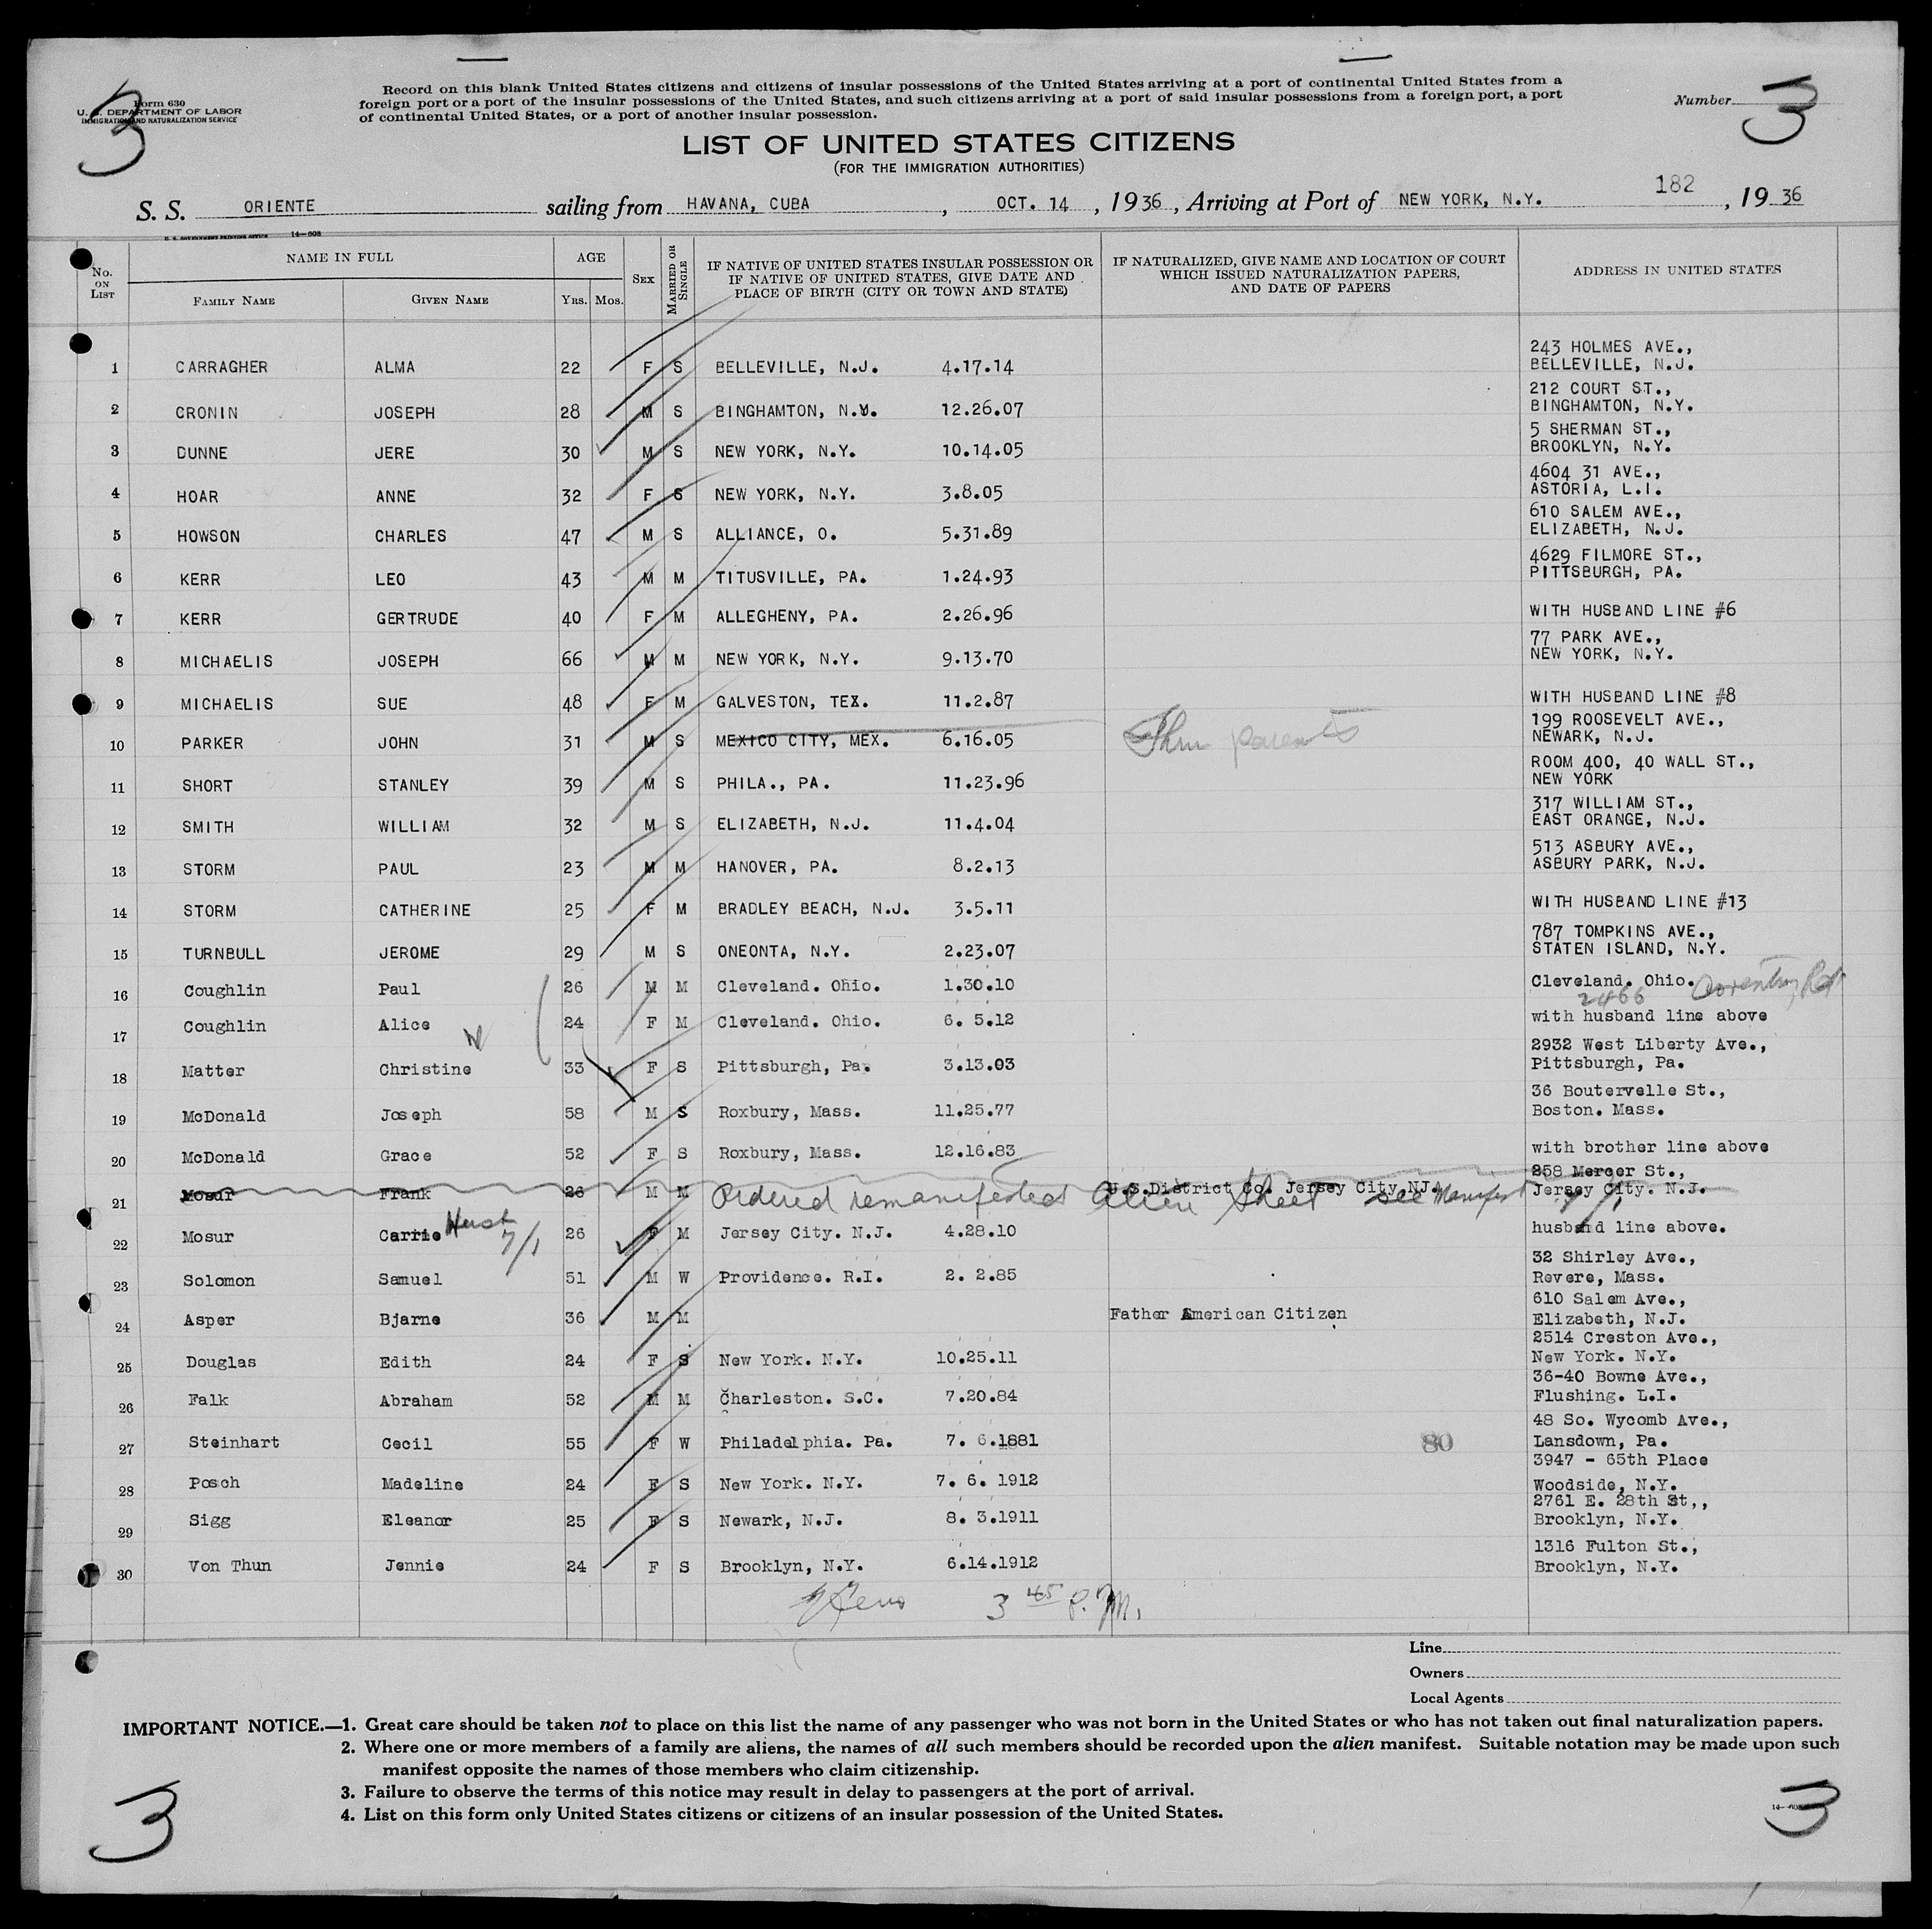 3
Form 630
U. S. DEPARTMENT OF LABOR
IMMIGRATION AND NATURALIZATION SERVICE
Record on this blank United States citizens and citizens of insular possessions of the United States arriving at a port of continental United States from a
foreign port or a port of the insular possessions of the United States, and such citizens arriving at a port of said insular possessions from a foreign port, a port
of continental United States, or a port of another insular possession.
Number 3
LIST OF UNITED STATES CITIZENS
(FOR THE IMMIGRATION AUTHORITIES)
S. S. ORIENTE sailing from HAVANA, CUBA, OCT. 14, 1936, Arriving at Port of NEW YORK, N.Y. 182, 1936
U. S. GOVERNMENT PRINTING OFFICE 14—608
No. ON LIST NAME IN FULL AGE SEX MARRIED OR SINGLE IF NATIVE OF UNITED STATES INSULAR POSSESSION OR IF NATIVE OF UNITED STATES, GIVE DATE AND PLACE OF BIRTH (CITY OR TOWN AND STATE) IF NATURALIZED, GIVE NAME AND LOCATION OF COURT WHICH ISSUED NATURALIZATION PAPERS, AND DATE OF PAPERS ADDRESS IN UNITED STATES
FAMILY NAME GIVEN NAME YRS. MOS.
1 CARRAGHER ALMA 22 F S BELLEVILLE, N.J. 4.17.14 243 HOLMES AVE., BELLEVILLE, N.J.
2 CRONIN JOSEPH 28 M S BINGHAMTON, N.Y. 12.26.07 212 COURT ST., BINGHAMTON, N.Y.
3 DUNNE JERE 30 M S NEW YORK, N.Y. 10.14.05 5 SHERMAN ST., BROOKLYN, N.Y.
4 HOAR ANNE 32 F S NEW YORK, N.Y. 3.8.05 4604 31 AVE., ASTORIA, L.I.
5 HOWSON CHARLES 47 M S ALLIANCE, O. 5.31.89 610 SALEM AVE., ELIZABETH, N.J.
6 KERR LEO 43 M M TITUSVILLE, PA. 1.24.93 4629 FILMORE ST., PITTSBURGH, PA.
7 KERR GERTRUDE 40 F M ALLEGHENY, PA. 2.26.96 WITH HUSBAND LINE #6
8 MICHAELIS JOSEPH 66 M M NEW YORK, N.Y. 9.13.70 77 PARK AVE., NEW YORK, N.Y.
9 MICHAELIS SUE 48 F M GALVESTON, TEX. 11.2.87 WITH HUSBAND LINE #8
10 PARKER JOHN 31 M S MEXICO CITY, MEX. 6.16.05 Thru parents 199 ROOSEVELT AVE., NEWARK, N.J.
11 SHORT STANLEY 39 M S PHILA., PA. 11.23.96 ROOM 400, 40 WALL ST., NEW YORK
12 SMITH WILLIAM 32 M S ELIZABETH, N.J. 11.4.04 317 WILLIAM ST., EAST ORANGE, N.J.
13 STORM PAUL 23 M M HANOVER, PA. 8.2.13 513 ASBURY AVE., ASBURY PARK, N.J.
14 STORM CATHERINE 25 F M BRADLEY BEACH, N.J. 3.5.11 WITH HUSBAND LINE #13
15 TURNBULL JEROME 29 M S ONEONTA, N.Y. 2.23.07 787 TOMPKINS AVE., STATEN ISLAND, N.Y.
16 Coughlin Paul 26 M M Cleveland. Ohio. 1.30.10 Cleveland. Ohio. 2466 Coventry Rd
17 Coughlin Alice 24 F M Cleveland. Ohio. 6. 5.12 with husband line above
18 Matter Christine 33 F S Pittsburgh, Pa. 3.13.03 2932 West Liberty Ave., Pittsburgh, Pa.
19 McDonald Joseph 58 M S Roxbury, Mass. 11.25.77 36 Boutervelle St., Boston. Mass.
20 McDonald Grace 52 F S Roxbury, Mass. 12.16.83 with brother line above
21 Mosur Frank 26 M M Ordered remanifested Alien Sheet see Manifest 7/1 U.S.District Co. Jersey City,NJ. 258 Mercer St., Jersey City. N.J.
22 Mosur Carrie 7/1 26 F M Jersey City. N.J. 4.28.10 husband line above.
23 Solomon Samuel 51 M W Providence. R.I. 2. 2.85 32 Shirley Ave., Revere, Mass.
24 Asper Bjarne 36 M M Father American Citizen 610 Salem Ave., Elizabeth, N.J.
25 Douglas Edith 24 F S New York. N.Y. 10.25.11 2514 Creston Ave., New York. N.Y.
26 Falk Abraham 52 M M Charleston. S.C. 7.20.84 36-40 Bowne Ave., Flushing. L.I.
27 Steinhart Cecil 55 F W Philadelphia. Pa. 7. 6.1881 80 48 So. Wycomb Ave., Lansdown, Pa.
28 Posch Madeline 24 F S New York. N.Y. 7. 6. 1912 3947 - 65th Place Woodside, N.Y.
29 Sigg Eleanor 25 F S Newark, N.J. 8. 3.1911 2761 E. 28th St,, Brooklyn, N.Y.
30 Von Thun Jennie 24 F S Brooklyn, N.Y. 6.14.1912 1316 Fulton St., Brooklyn, N.Y.
3 45 P.M.
Line
Owners
Local Agents
IMPORTANT NOTICE.—1. Great care should be taken not to place on this list the name of any passenger who was not born in the United States or who has not taken out final naturalization papers.
2. Where one or more members of a family are aliens, the names of all such members should be recorded upon the alien manifest. Suitable notation may be made upon such
manifest opposite the names of those members who claim citizenship.
3. Failure to observe the terms of this notice may result in delay to passengers at the port of arrival.
4. List on this form only United States citizens or citizens of an insular possession of the United States.
3
3